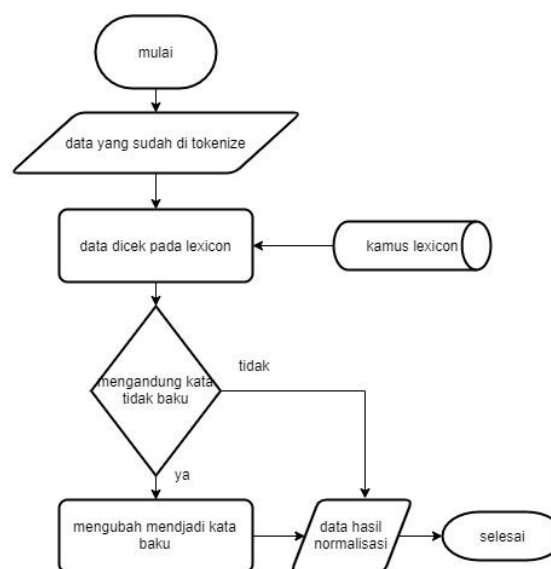 mulai
data yang sudah di tokenize
data dicek pada lexicon
kamus lexicon
mengandung kata
tidak baku
tidak
ya
mengubah mendjadi kata
baku
data hasil
normalisasi
selesai